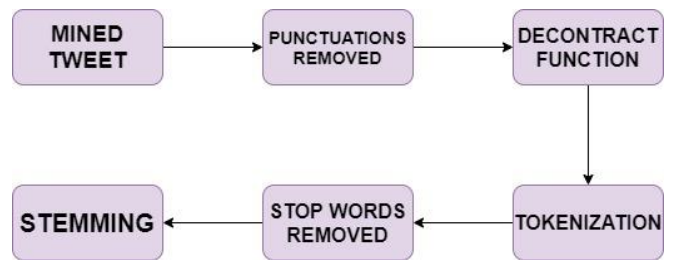 MINED
TWEET
PUNCTUATIONS
REMOVED
DECONTRACT
FUNCTION
TOKENIZATION
STOP WORDS
REMOVED
STEMMING